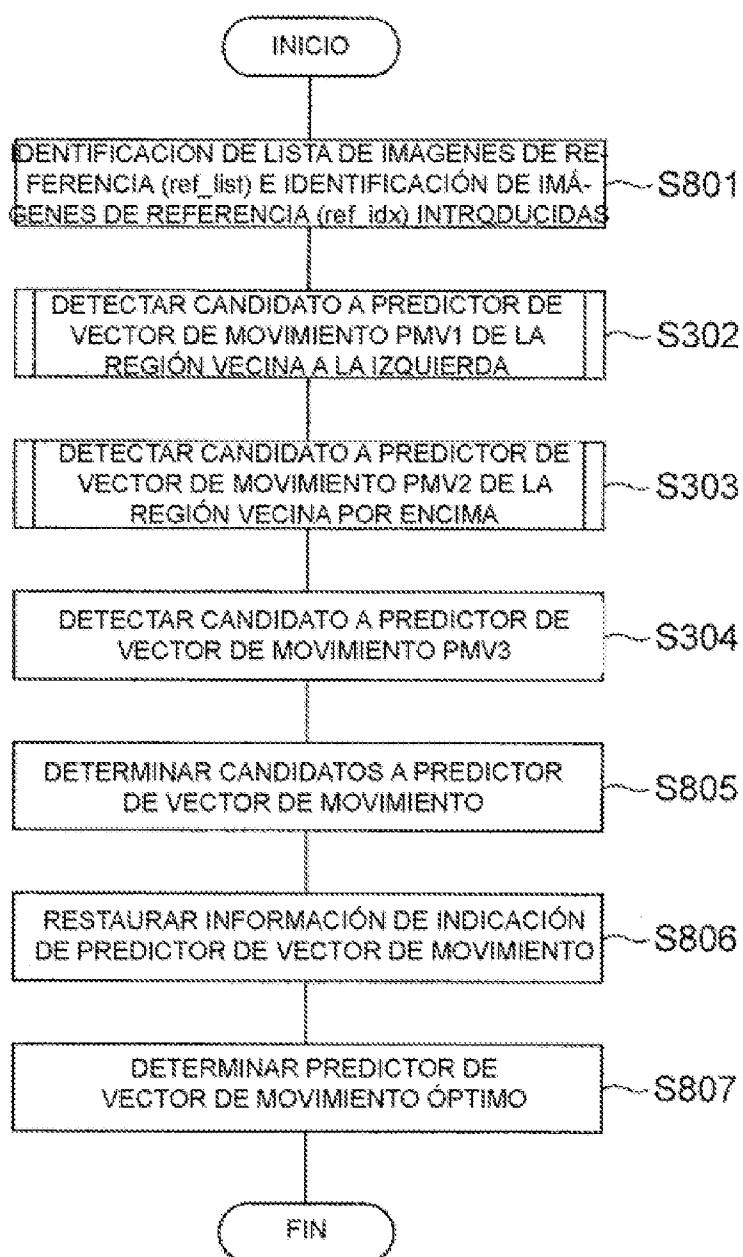 INICIO
IDENTIFICACIÓN DE LISTA DE IMÁGENES DE RE-
FERENCIA (ref_list) E IDENTIFICACIÓN DE IMÁ-
GENES DE REFERENCIA (ref_idx) INTRODUCIDAS
S801
DETECTAR CANDIDATO A PREDICTOR DE
VECTOR DE MOVIMIENTO PMV1 DE LA
REGIÓN VECINA A LA IZQUIERDA
S302
DETECTAR CANDIDATO A PREDICTOR DE
VECTOR DE MOVIMIENTO PMV2 DE LA
REGIÓN VECINA POR ENCIMA
S303
DETECTAR CANDIDATO A PREDICTOR DE
VECTOR DE MOVIMIENTO PMV3
S304
DETERMINAR CANDIDATOS A PREDICTOR
DE VECTOR DE MOVIMIENTO
S805
RESTAURAR INFORMACIÓN DE INDICACIÓN
DE PREDICTOR DE VECTOR DE MOVIMIENTO
S806
DETERMINAR PREDICTOR DE
VECTOR DE MOVIMIENTO ÓPTIMO
S807
FIN